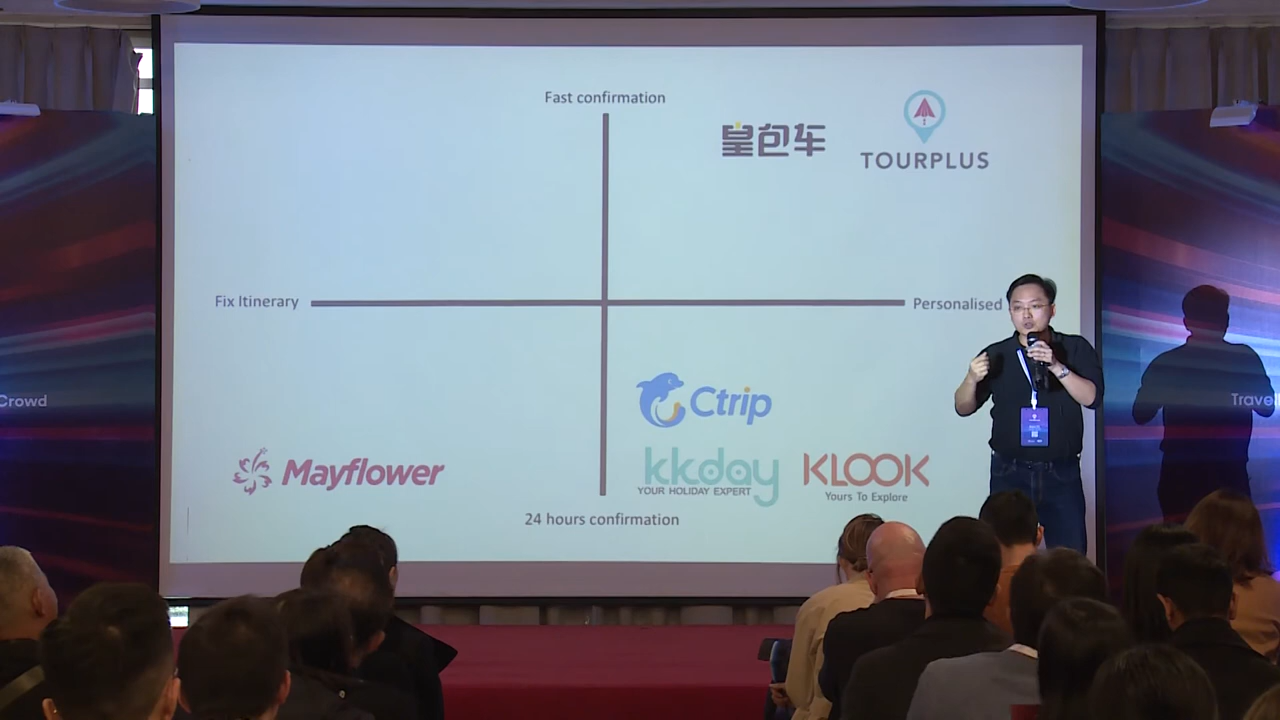 Fast confirmation
皇包车
TOURPLUS
Fix Itinerary
Personalised
Ctrip
Mayflower
kkday
YOUR HOLIDAY EXPERT
KLOOK
Yours To Explore
24 hours confirmation
Crowd